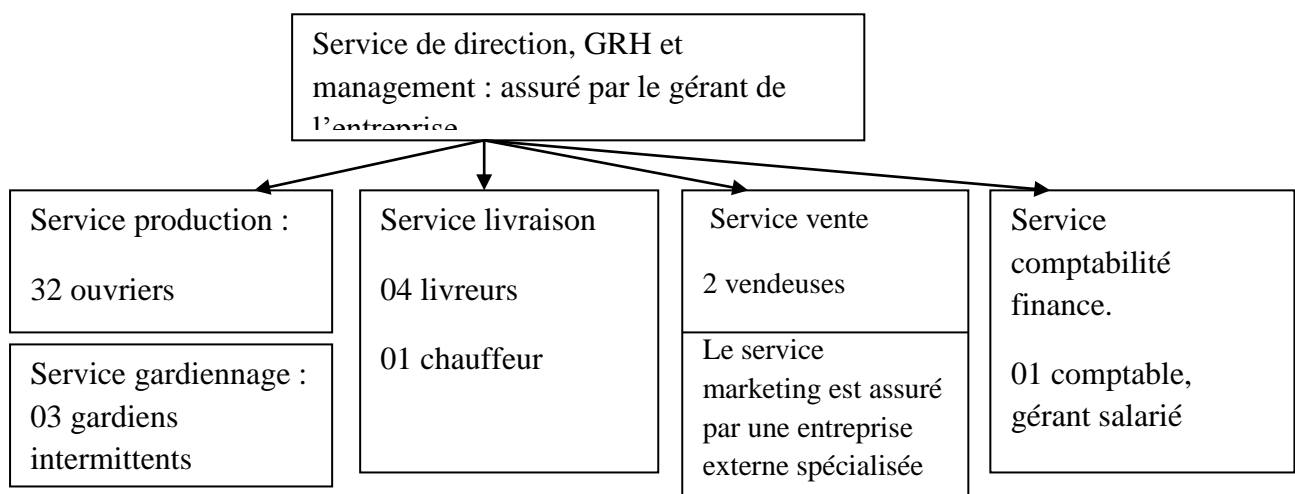 Service de direction, GRH et
management : assuré par le gérant de
l’entreprise
Service production :
32 ouvriers
Service gardiennage :
03 gardiens
intermittents
Service livraison
04 livreurs
01 chauffeur
Service vente
2 vendeuses
Le service
marketing est assuré
par une entreprise
externe spécialisée
Service
comptabilité
finance.
01 comptable,
gérant salarié